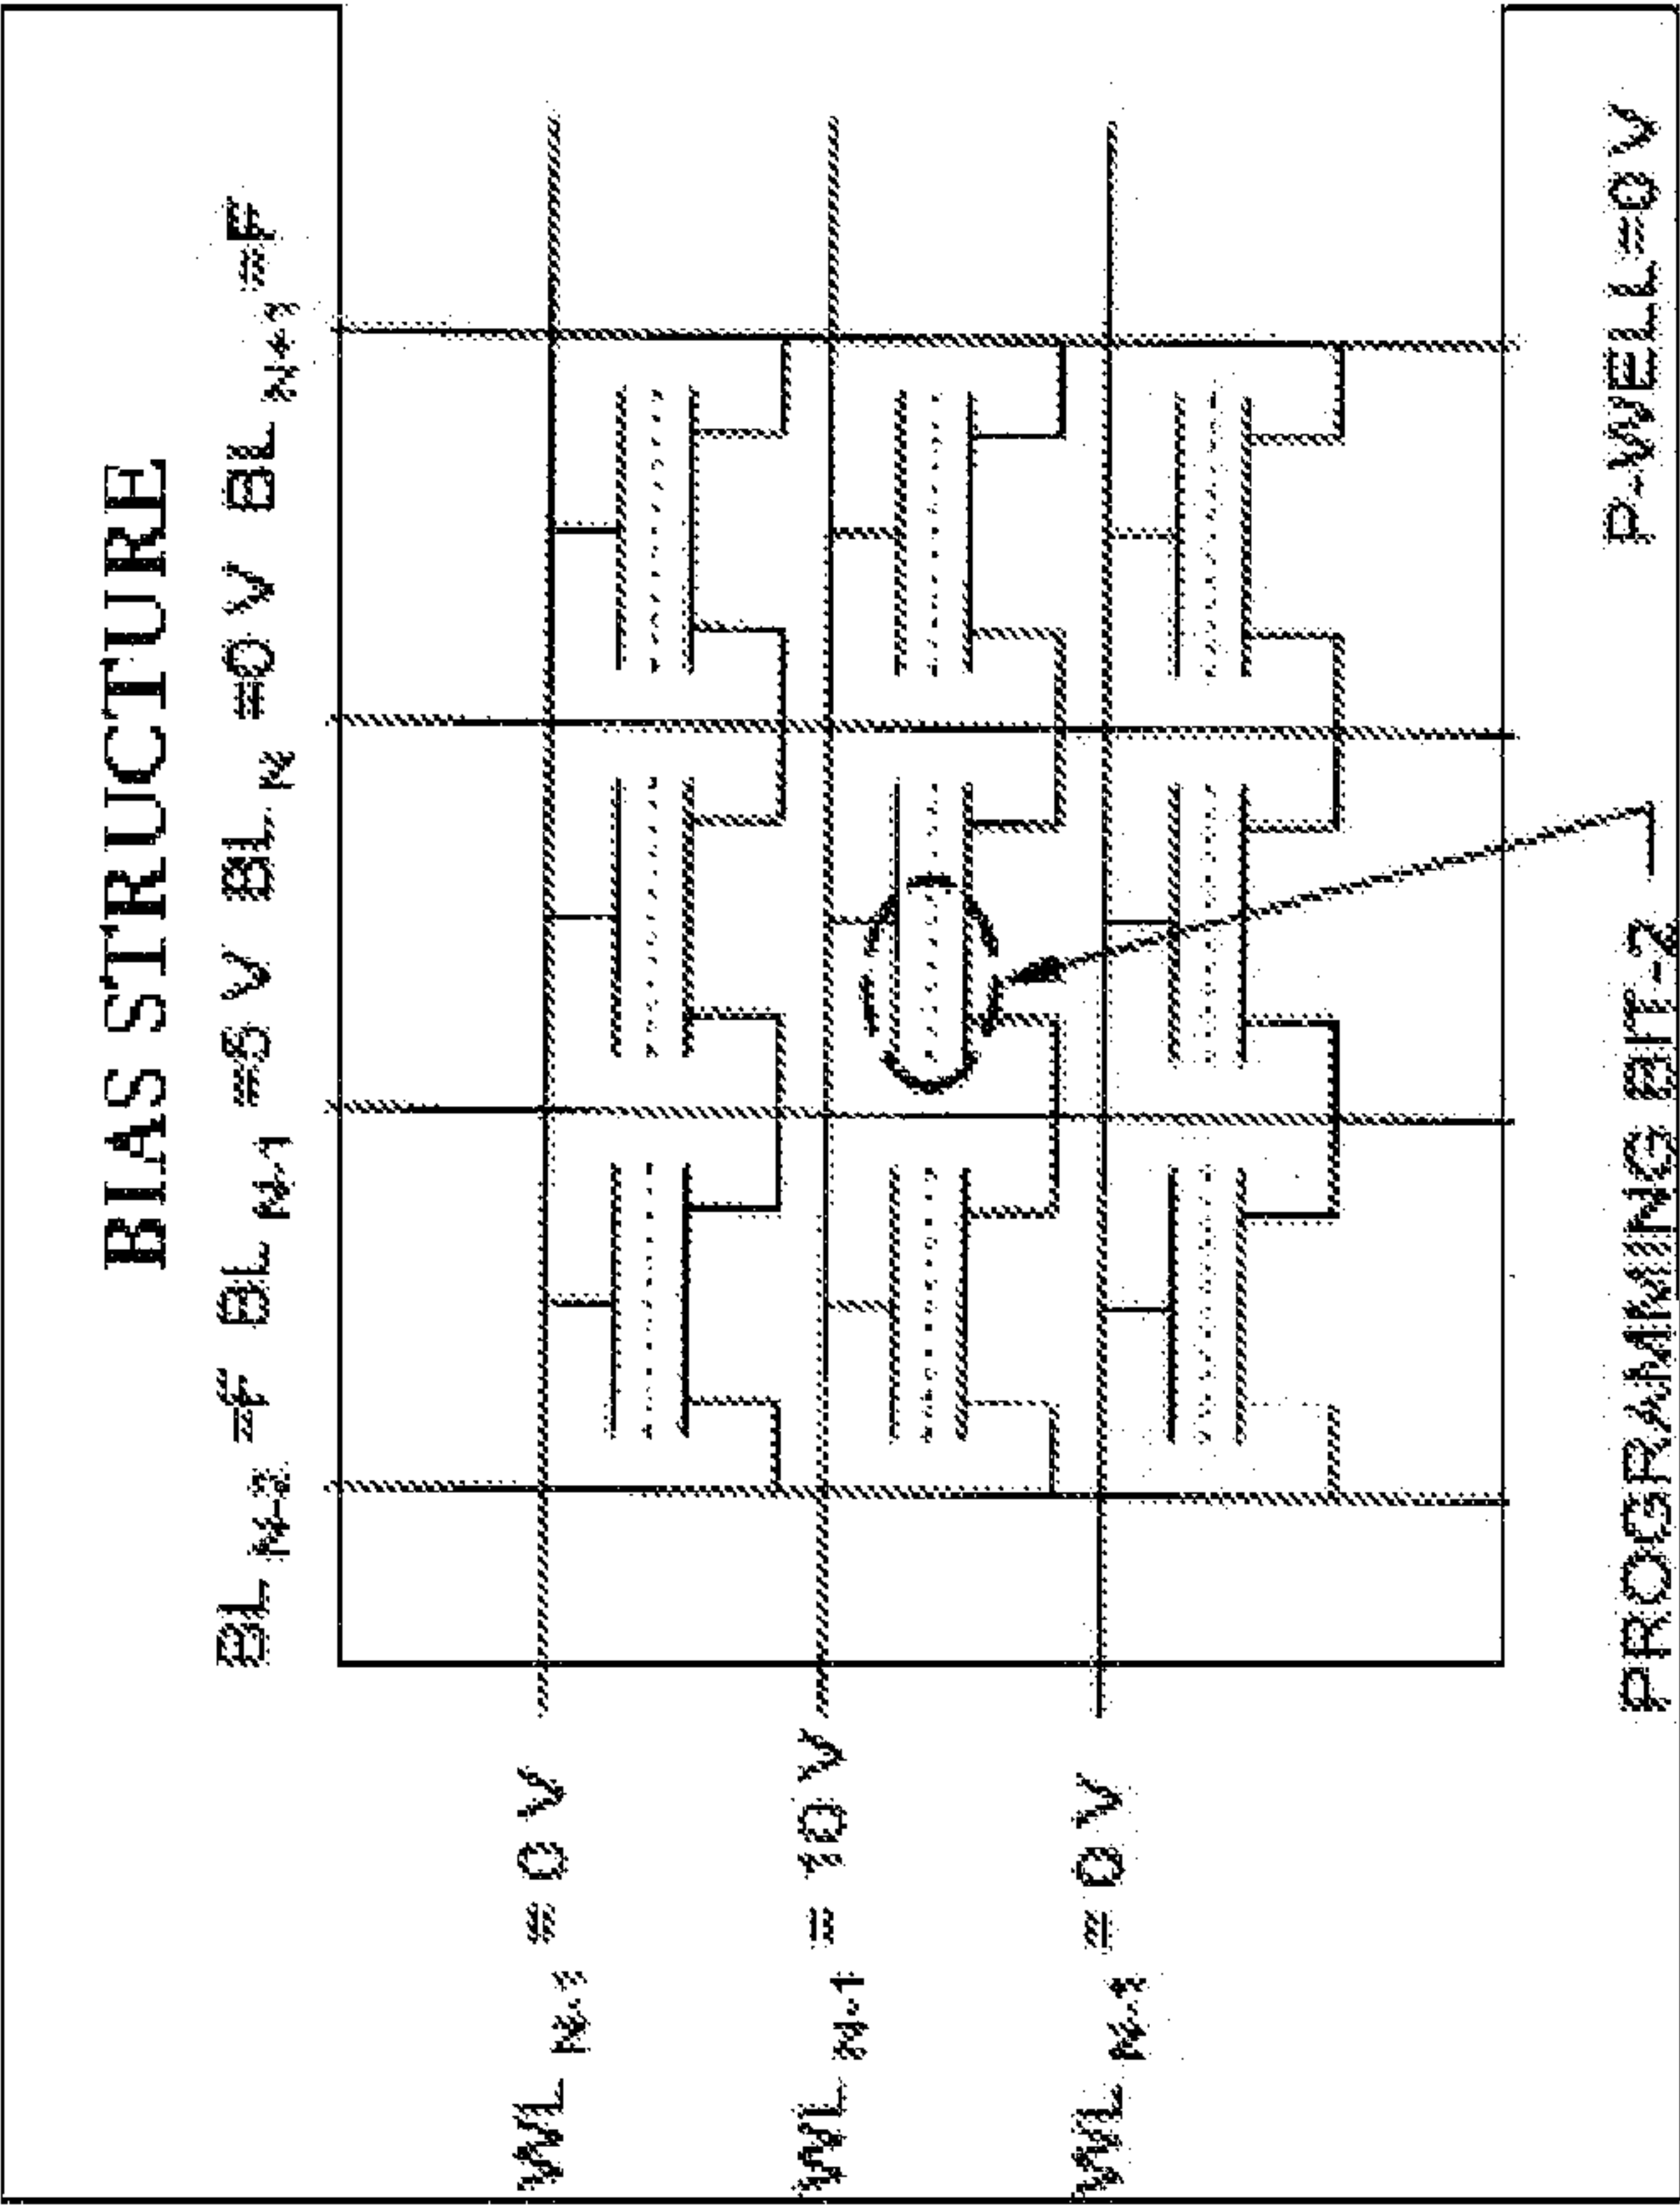 BIAS STRUCTURE
BL N-2 =F BL N-1 =5 V BL N =0 V BL N+1 =F
WL N-1 = 0 V
WL N-1 = 10 V
WL N-1 = 0 V
PROGRAMMING BIT-2 P-WELL=0 V